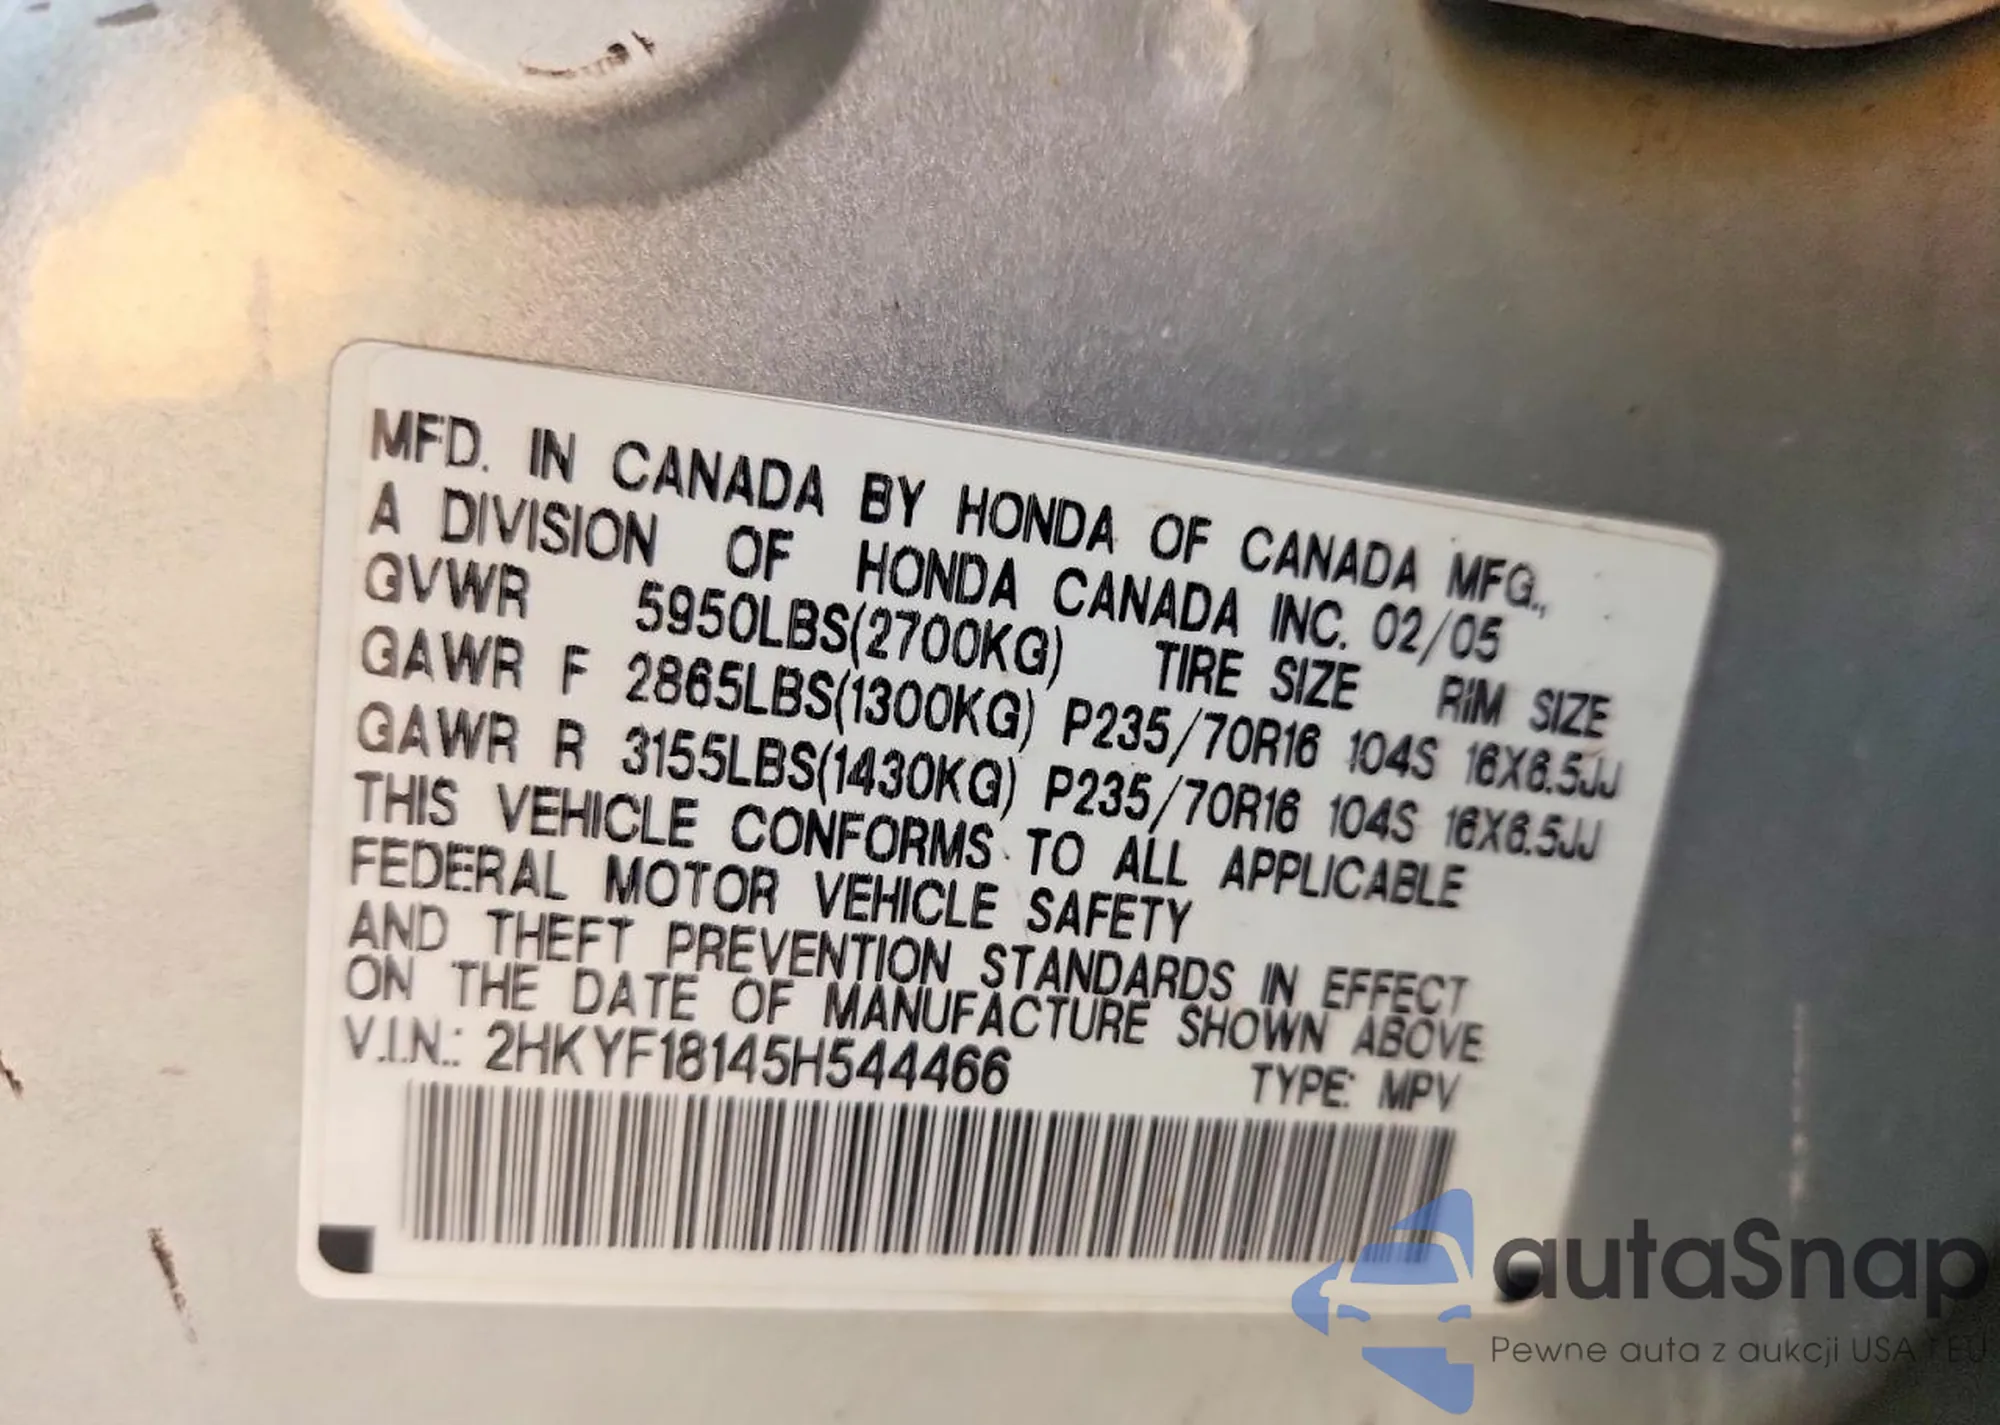 MFD. IN CANADA BY HONDA OF CANADA MFG.,
A DIVISION OF HONDA CANADA INC. 02/05
GVWR 5950LBS(2700KG) TIRE SIZE RIM SIZE
GAWR F 2865LBS(1300KG) P235/70R16 104S 16X6.5JJ
GAWR R 3155LBS(1430KG) P235/70R16 104S 16X6.5JJ
THIS VEHICLE CONFORMS TO ALL APPLICABLE
FEDERAL MOTOR VEHICLE SAFETY
AND THEFT PREVENTION STANDARDS IN EFFECT
ON THE DATE OF MANUFACTURE SHOWN ABOVE
V.I.N.: 2HKYF18145H544466 TYPE: MPV
autaSnap
Pewne auta z aukcji USA i EU